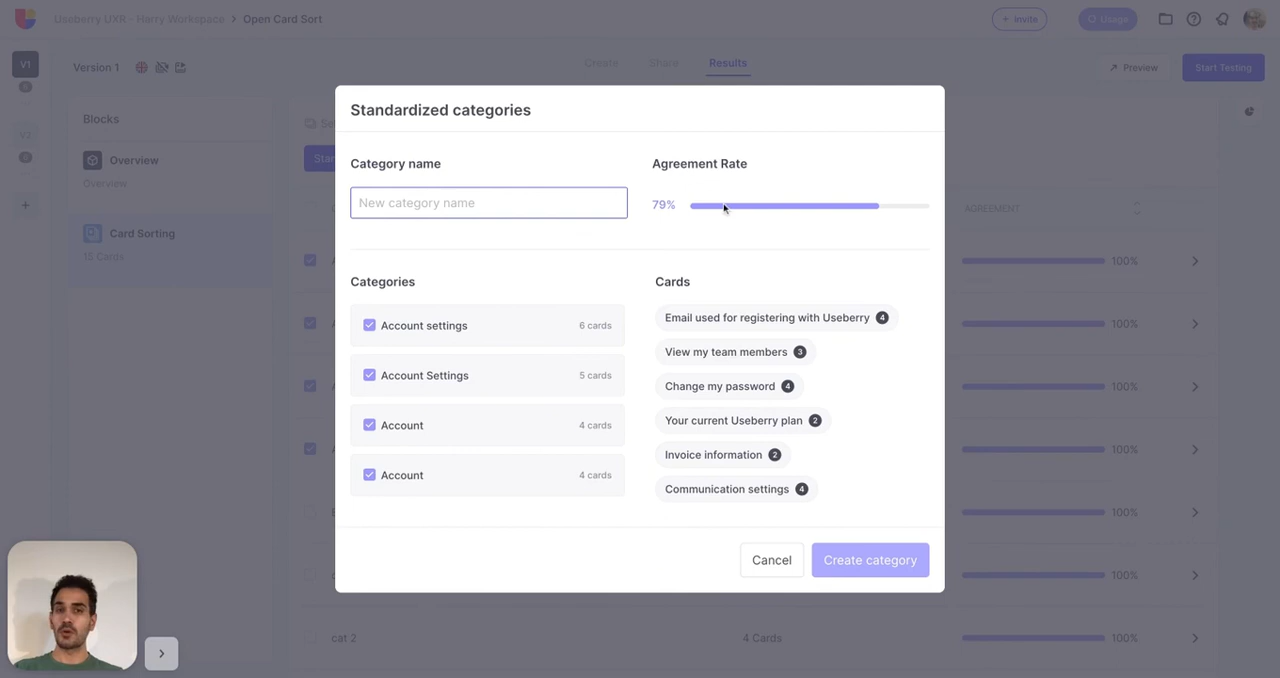 Useberry UXR - Harry Workspace > Open Card Sort
+ Invite
Usage
V1
Version 1
Create
Share
Results
Preview
Start Testing
Blocks
Overview
Overview
Card Sorting
15 Cards
V2
+
Standardized categories
Category name
New category name
Agreement Rate
79%
Categories
Account settings
6 cards
Account Settings
5 cards
Account
4 cards
Account
4 cards
Cards
Email used for registering with Useberry 4
View my team members 3
Change my password 4
Your current Useberry plan 2
Invoice information 2
Communication settings 4
Cancel
Create category
AGREEMENT
100%
100%
100%
100%
100%
100%
cat 2
4 Cards
100%